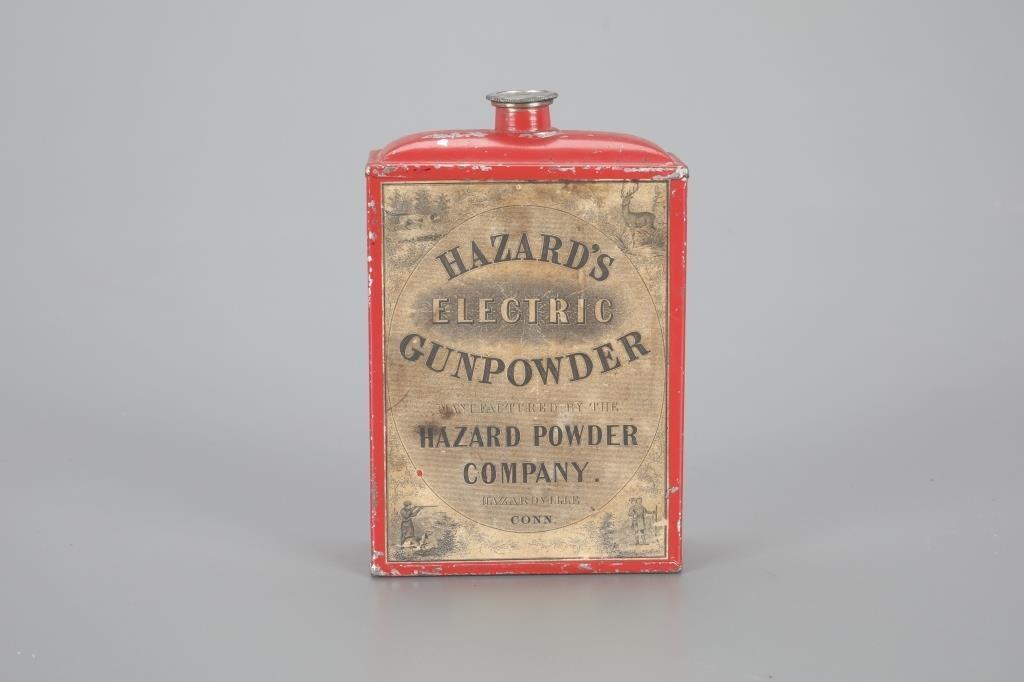 HAZARD'S
ELECTRIC
GUNPOWDER
MANUFACTURED BY THE
HAZARD POWDER
COMPANY.
HAZARDVILLE
CONN.